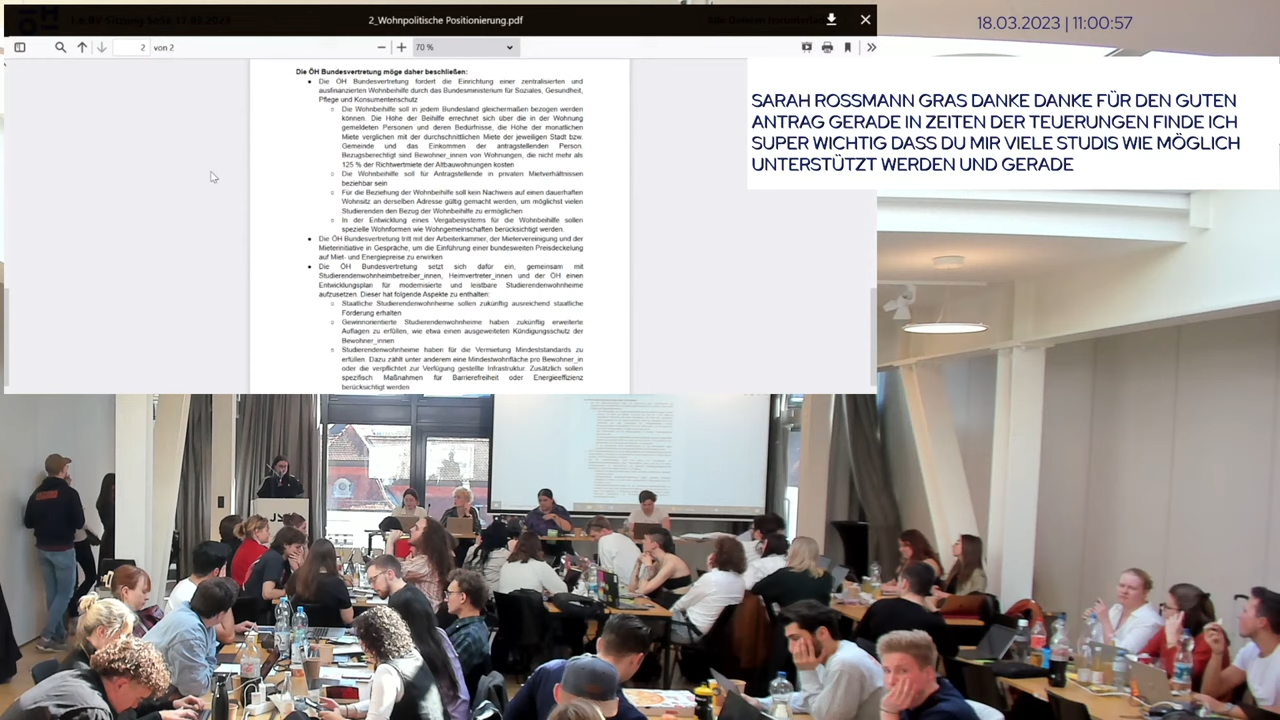 1.o. BV-Sitzung SoSe 17.03.2023
2_Wohnpolitische Positionierung.pdf
18.03.2023 | 11:00:57
2 von 2
70 %
SARAH ROSSMANN GRAS DANKE DANKE FÜR DEN GUTEN
ANTRAG GERADE IN ZEITEN DER TEUERUNGEN FINDE ICH
SUPER WICHTIG DASS DU MIR VIELE STUDIS WIE MÖGLICH
UNTERSTÜTZT WERDEN UND GERADE
Die ÖH Bundesvertretung möge daher beschließen:
• Die ÖH Bundesvertretung fordert die Einrichtung einer zentralisierten und
ausfinanzierten Wohnbeihilfe durch das Bundesministerium für Soziales, Gesundheit,
Pflege und Konsumentenschutz
○ Die Wohnbeihilfe soll in jedem Bundesland gleichermaßen bezogen werden
können. Die Höhe der Beihilfe errechnet sich über die in der Wohnung
gemeldeten Personen und deren Bedürfnisse, die Höhe der monatlichen
Miete verglichen mit der durchschnittlichen Miete der jeweiligen Stadt bzw.
Gemeinde und das Einkommen der antragstellenden Person.
Bezugsberechtigt sind Bewohner_innen von Wohnungen, die nicht mehr als
125 % der Richtwertmiete der Altbauwohnungen kosten
○ Die Wohnbeihilfe soll für Antragstellende in privaten Mietverhältnissen
beziehbar sein
○ Für die Beziehung der Wohnbeihilfe soll kein Nachweis auf einen dauerhaften
Wohnsitz an derselben Adresse gültig gemacht werden, um möglichst vielen
Studierenden den Bezug der Wohnbeihilfe zu ermöglichen
○ In der Entwicklung eines Vergabesystems für die Wohnbeihilfe sollen
spezielle Wohnformen wie Wohngemeinschaften berücksichtigt werden.
• Die ÖH Bundesvertretung tritt mit der Arbeiterkammer, der Mietervereinigung und der
Mieterinitiative in Gespräche, um die Einführung einer bundesweiten Preisdeckelung
auf Miet- und Energiepreise zu erwirken
• Die ÖH Bundesvertretung setzt sich dafür ein, gemeinsam mit
Studierendenwohnheimbetreiber_innen, Heimvertreter_innen und der ÖH einen
Entwicklungsplan für modernisierte und leistbare Studierendenwohnheime
aufzusetzen. Dieser hat folgende Aspekte zu enthalten:
○ Staatliche Studierendenwohnheime sollen zukünftig ausreichend staatliche
Förderung erhalten
○ Gewinnorientierte Studierendenwohnheime haben zukünftig erweiterte
Auflagen zu erfüllen, wie etwa einen ausgeweiteten Kündigungsschutz der
Bewohner_innen
○ Studierendenwohnheime haben für die Vermietung Mindeststandards zu
erfüllen. Dazu zählt unter anderem eine Mindestwohnfläche pro Bewohner_in
oder die verpflichtet zur Verfügung gestellte Infrastruktur. Zusätzlich sollen
spezifisch Maßnahmen für Barrierefreiheit oder Energieeffizienz
berücksichtigt werden